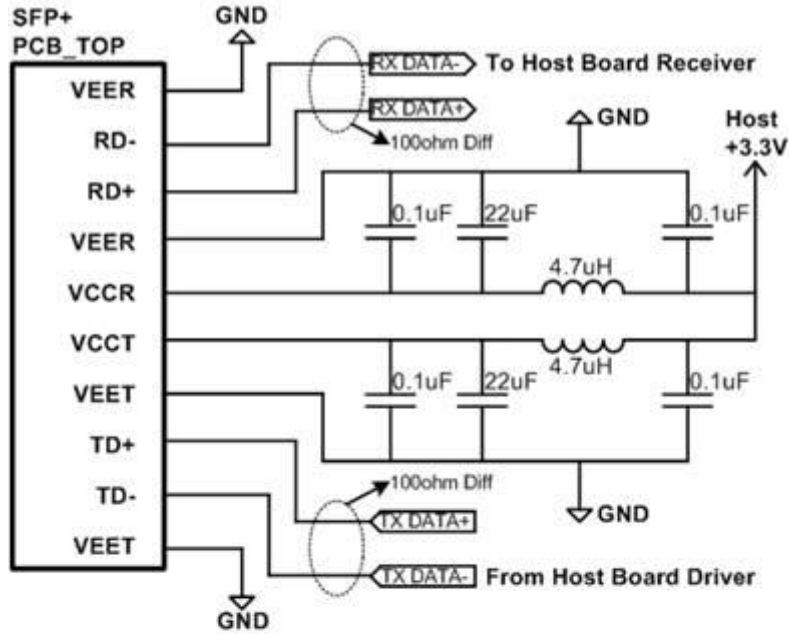 SFP+
PCB_TOP
GND
VEER
RD-
RD+
VEER
VCCR
VCCT
VEET
TD+
TD-
VEET
GND
RX DATA-
To Host Board Receiver
RX DATA+
100ohm Diff
GND
Host
+3.3V
0.1uF
22uF
0.1uF
4.7uH
4.7uH
0.1uF
22uF
0.1uF
100ohm Diff
GND
TX DATA+
TX DATA-
From Host Board Driver